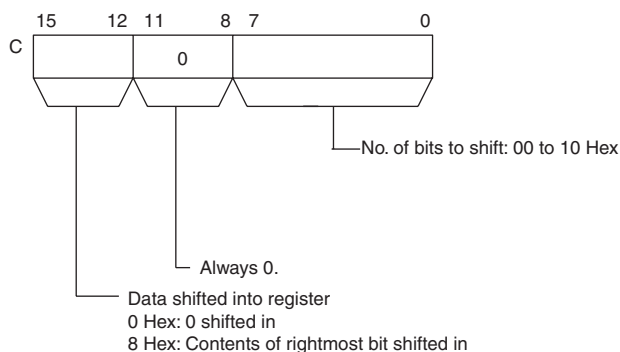 15 12 11 8 7 0
C
0
No. of bits to shift: 00 to 10 Hex
Always 0.
Data shifted into register
0 Hex: 0 shifted in
8 Hex: Contents of rightmost bit shifted in